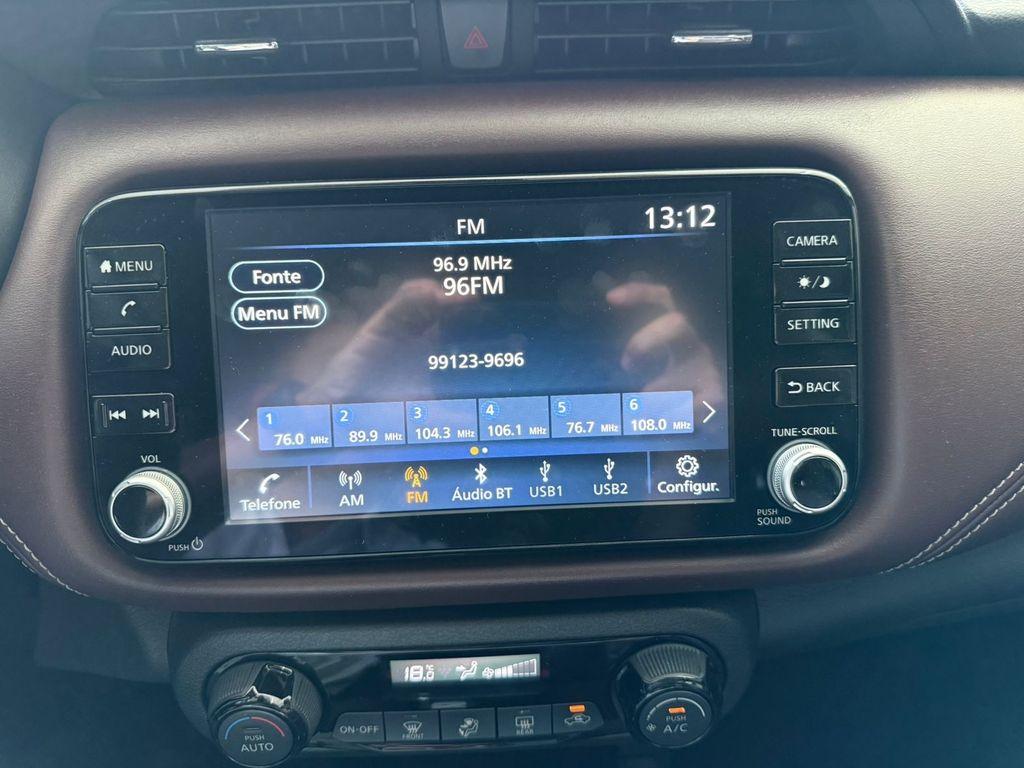 FM
13:12
MENU
AUDIO
VOL
PUSH
Fonte
Menu FM
96.9 MHz
96FM
99123-9696
1 76.0 MHz
2 89.9 MHz
3 104.3 MHz
4 106.1 MHz
5 76.7 MHz
6 108.0 MHz
Telefone
AM
FM
Áudio BT
USB1
USB2
Configur.
CAMERA
SETTING
BACK
TUNE-SCROLL
PUSH
SOUND
18.0 °C
PUSH
AUTO
ON-OFF
FRONT
REAR
PUSH
A/C